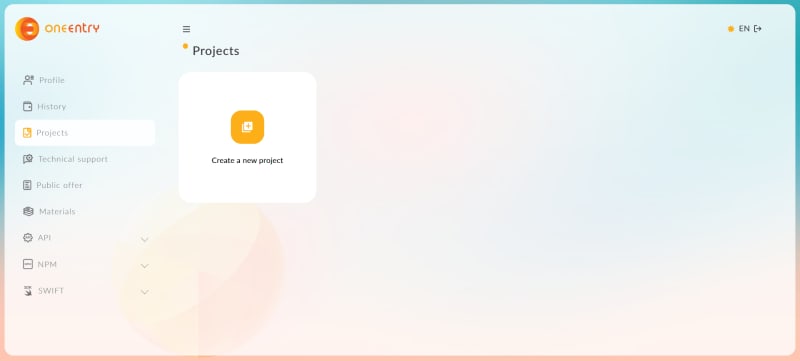 ONEENTRY
EN
Projects
Profile
History
Projects
Technical support
Public offer
Materials
API
NPM
SWIFT
Create a new project